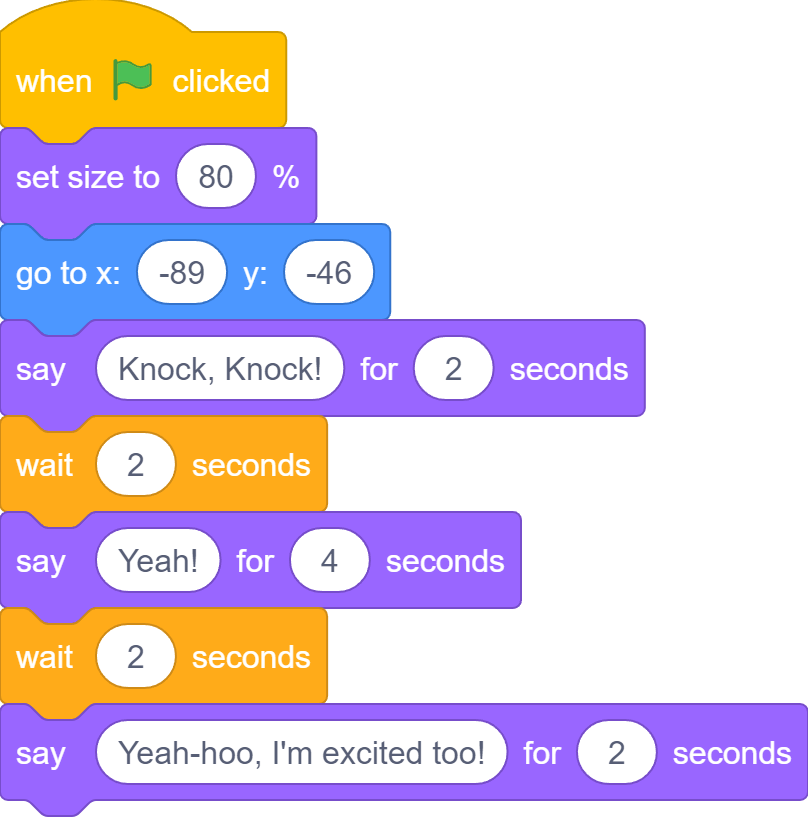 when clicked
set size to 80 %
go to x: -89 y: -46
say Knock, Knock! for 2 seconds
wait 2 seconds
say Yeah! for 4 seconds
wait 2 seconds
say Yeah-hoo, I'm excited too! for 2 seconds